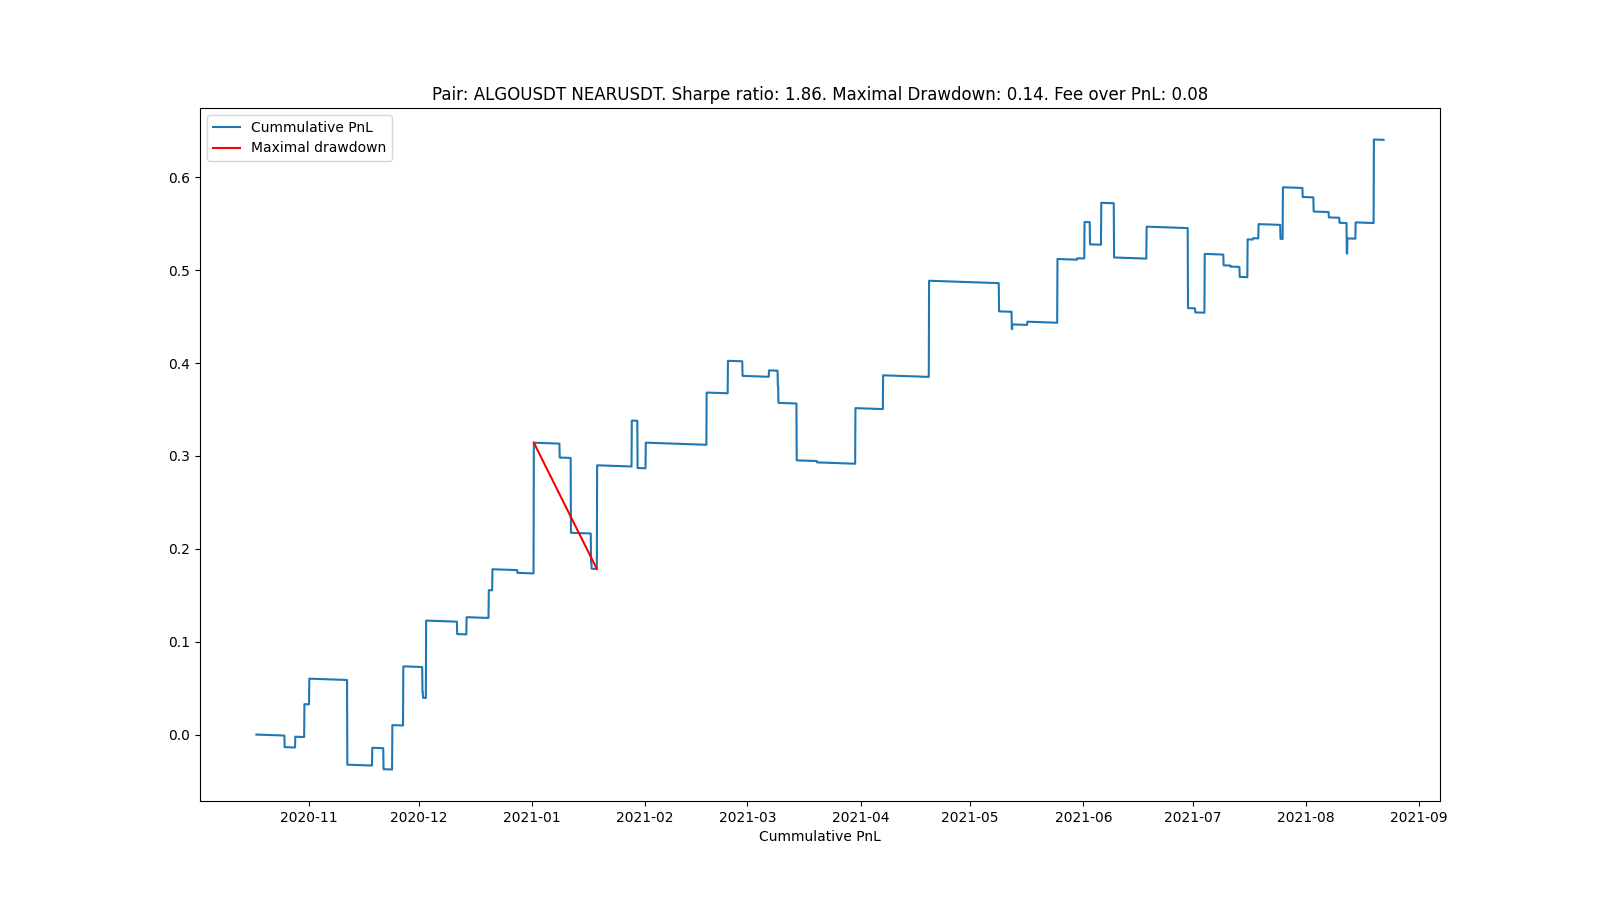 Pair: ALGOUSDT NEARUSDT. Sharpe ratio: 1.86. Maximal Drawdown: 0.14. Fee over PnL: 0.08
Cummulative PnL
Maximal drawdown
0.6
0.5
0.4
0.3
0.2
0.1
0.0
2020-11 2020-12 2021-01 2021-02 2021-03 2021-04 2021-05 2021-06 2021-07 2021-08 2021-09
Cummulative PnL